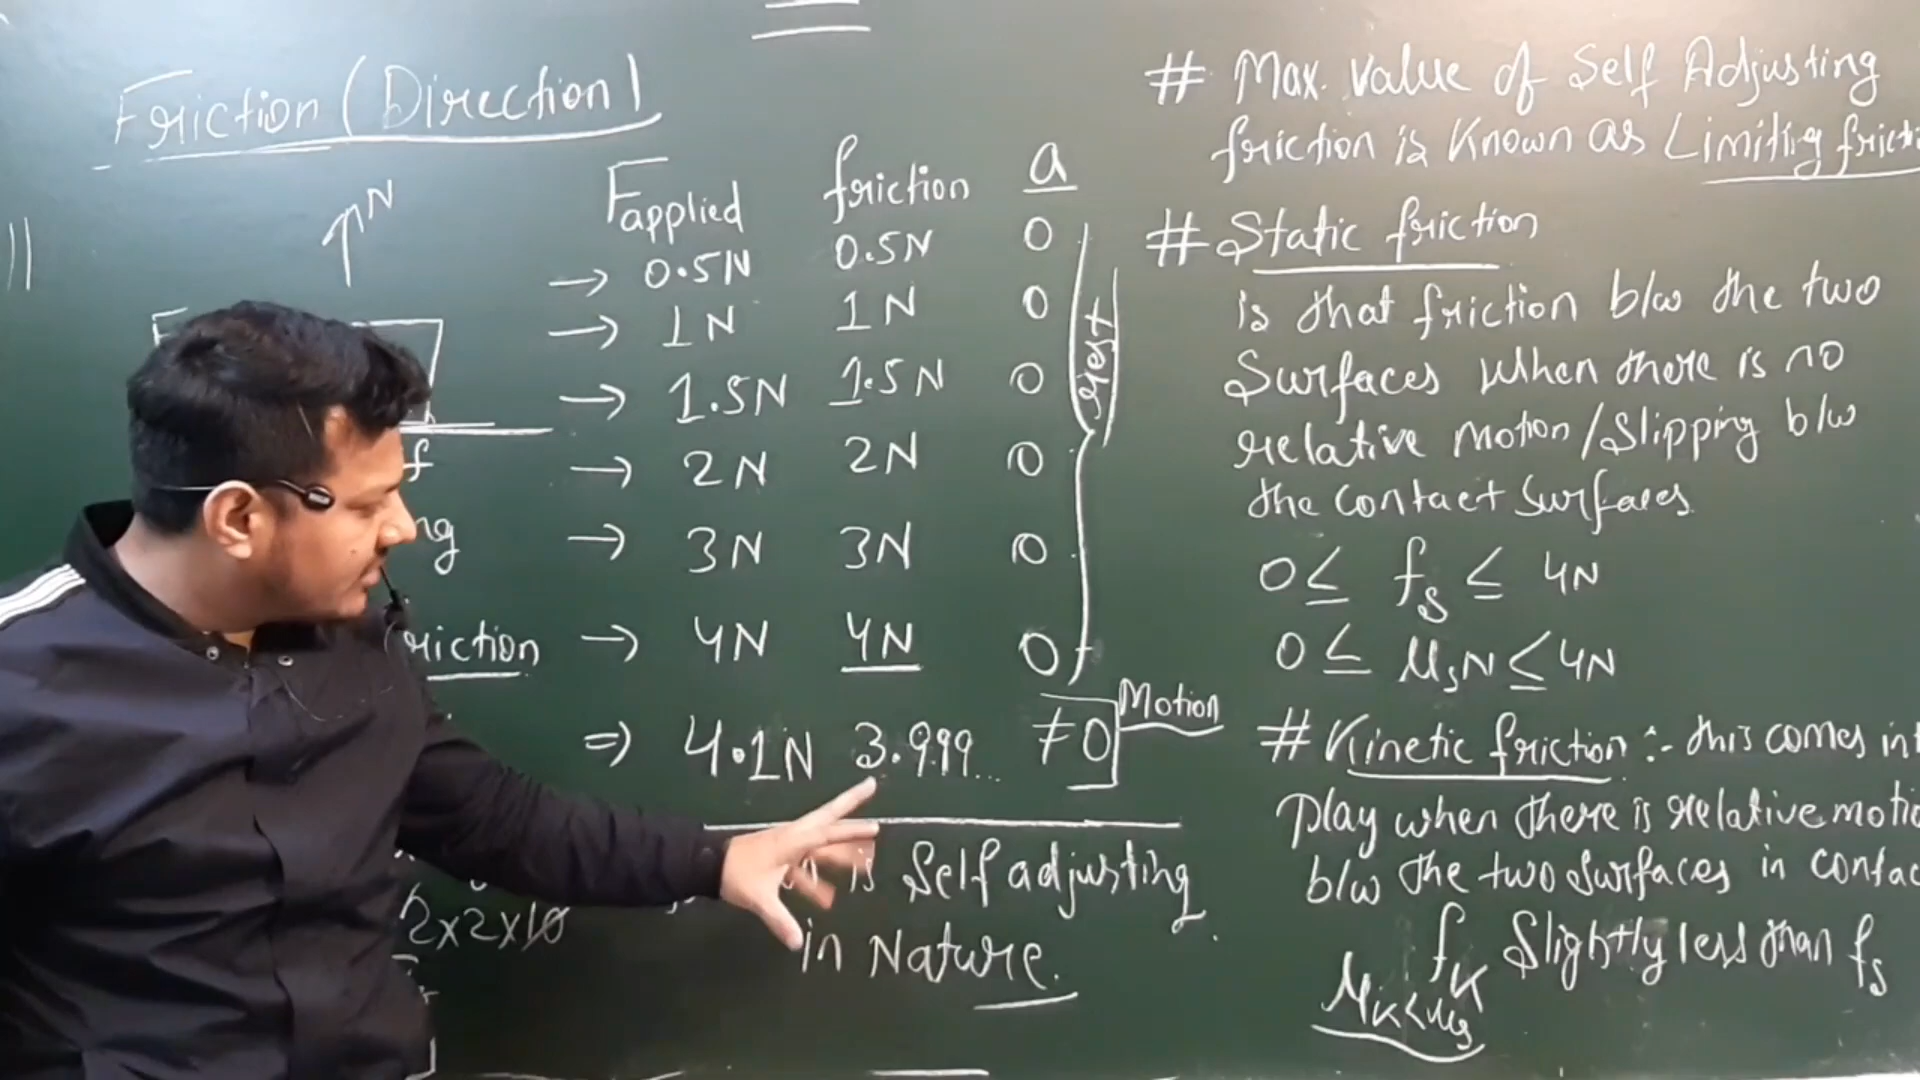 Friction (Direction)
N
F
f
ng
riction
2x2x10
Fapplied friction a
→ 0.5N 0.5N 0
→ 1N 1N 0
→ 1.5N 1.5N 0
→ 2N 2N 0
→ 3N 3N 0
→ 4N 4N 0
rest
⇒ 4.1N 3.999... ≠0 Motion
is Self adjusting
in Nature.
# Max. Value of Self Adjusting
friction is Known as Limiting fricti
# Static friction
is that friction b/w the two
Surfaces when there is no
relative motion/Slipping b/w
the contact Surfaces.
0 ≤ fs ≤ 4N
0 ≤ μsN ≤ 4N
# Kinetic friction :- this comes int
play when there is relative motio
b/w the two surfaces in contac
fK Slightly less than fs
μK<μs